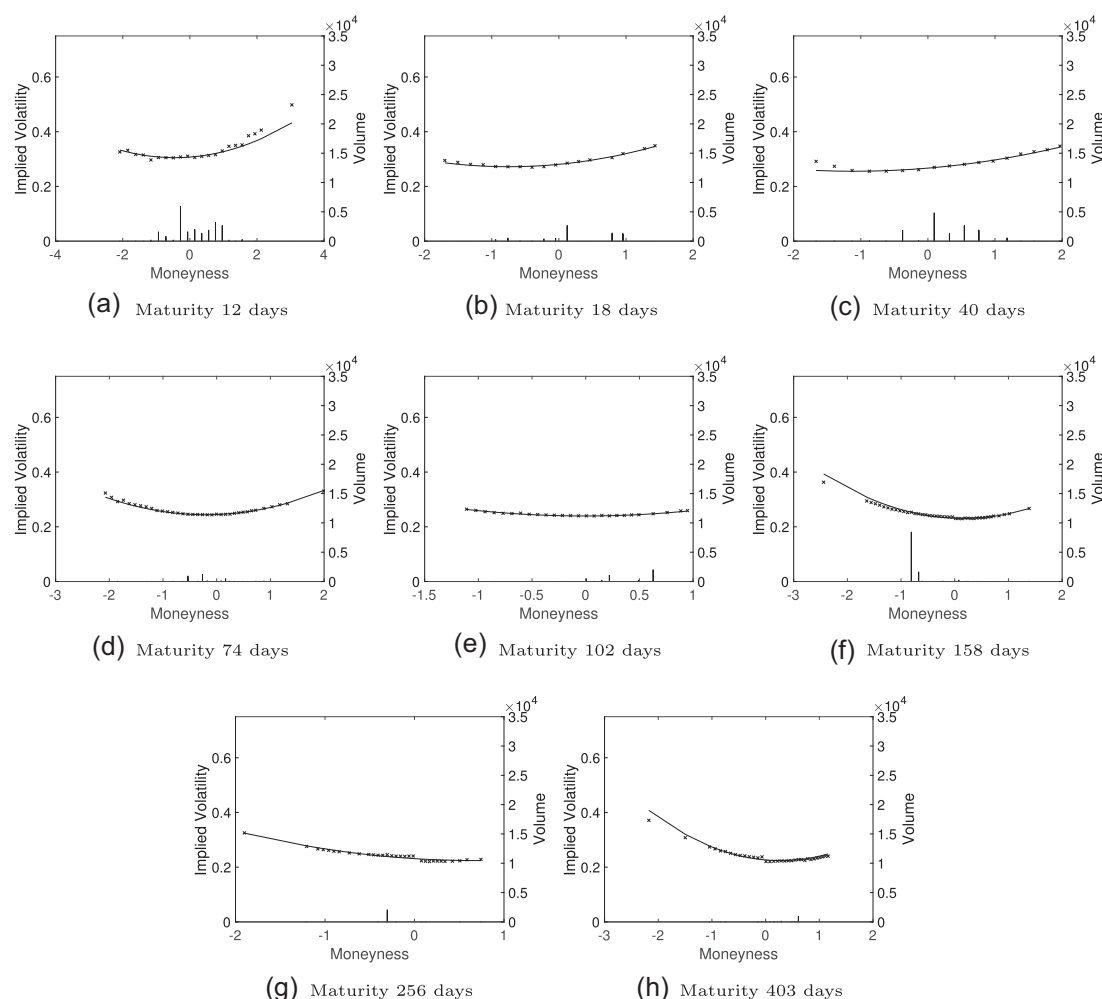 ×10⁴
0.6
0.4
0.2
0
Implied Volatility
3.5
3
2.5
2
1.5
1
0.5
0
Volume
-4 -2 0 2 4
Moneyness
(a) Maturity 12 days
×10⁴
0.6
0.4
0.2
0
Implied Volatility
3.5
3
2.5
2
1.5
1
0.5
0
Volume
-2 -1 0 1 2
Moneyness
(b) Maturity 18 days
×10⁴
0.6
0.4
0.2
0
Implied Volatility
3.5
3
2.5
2
1.5
1
0.5
0
Volume
-2 -1 0 1 2
Moneyness
(c) Maturity 40 days
×10⁴
0.6
0.4
0.2
0
Implied Volatility
3.5
3
2.5
2
1.5
1
0.5
0
Volume
-3 -2 -1 0 1 2
Moneyness
(d) Maturity 74 days
×10⁴
0.6
0.4
0.2
0
Implied Volatility
3.5
3
2.5
2
1.5
1
0.5
0
Volume
-1.5 -1 -0.5 0 0.5 1
Moneyness
(e) Maturity 102 days
×10⁴
0.6
0.4
0.2
0
Implied Volatility
3.5
3
2.5
2
1.5
1
0.5
0
Volume
-3 -2 -1 0 1 2
Moneyness
(f) Maturity 158 days
×10⁴
0.6
0.4
0.2
0
Implied Volatility
3.5
3
2.5
2
1.5
1
0.5
0
Volume
-2 -1 0 1
Moneyness
(g) Maturity 256 days
×10⁴
0.6
0.4
0.2
0
Implied Volatility
3.5
3
2.5
2
1.5
1
0.5
0
Volume
-3 -2 -1 0 1 2
Moneyness
(h) Maturity 403 days